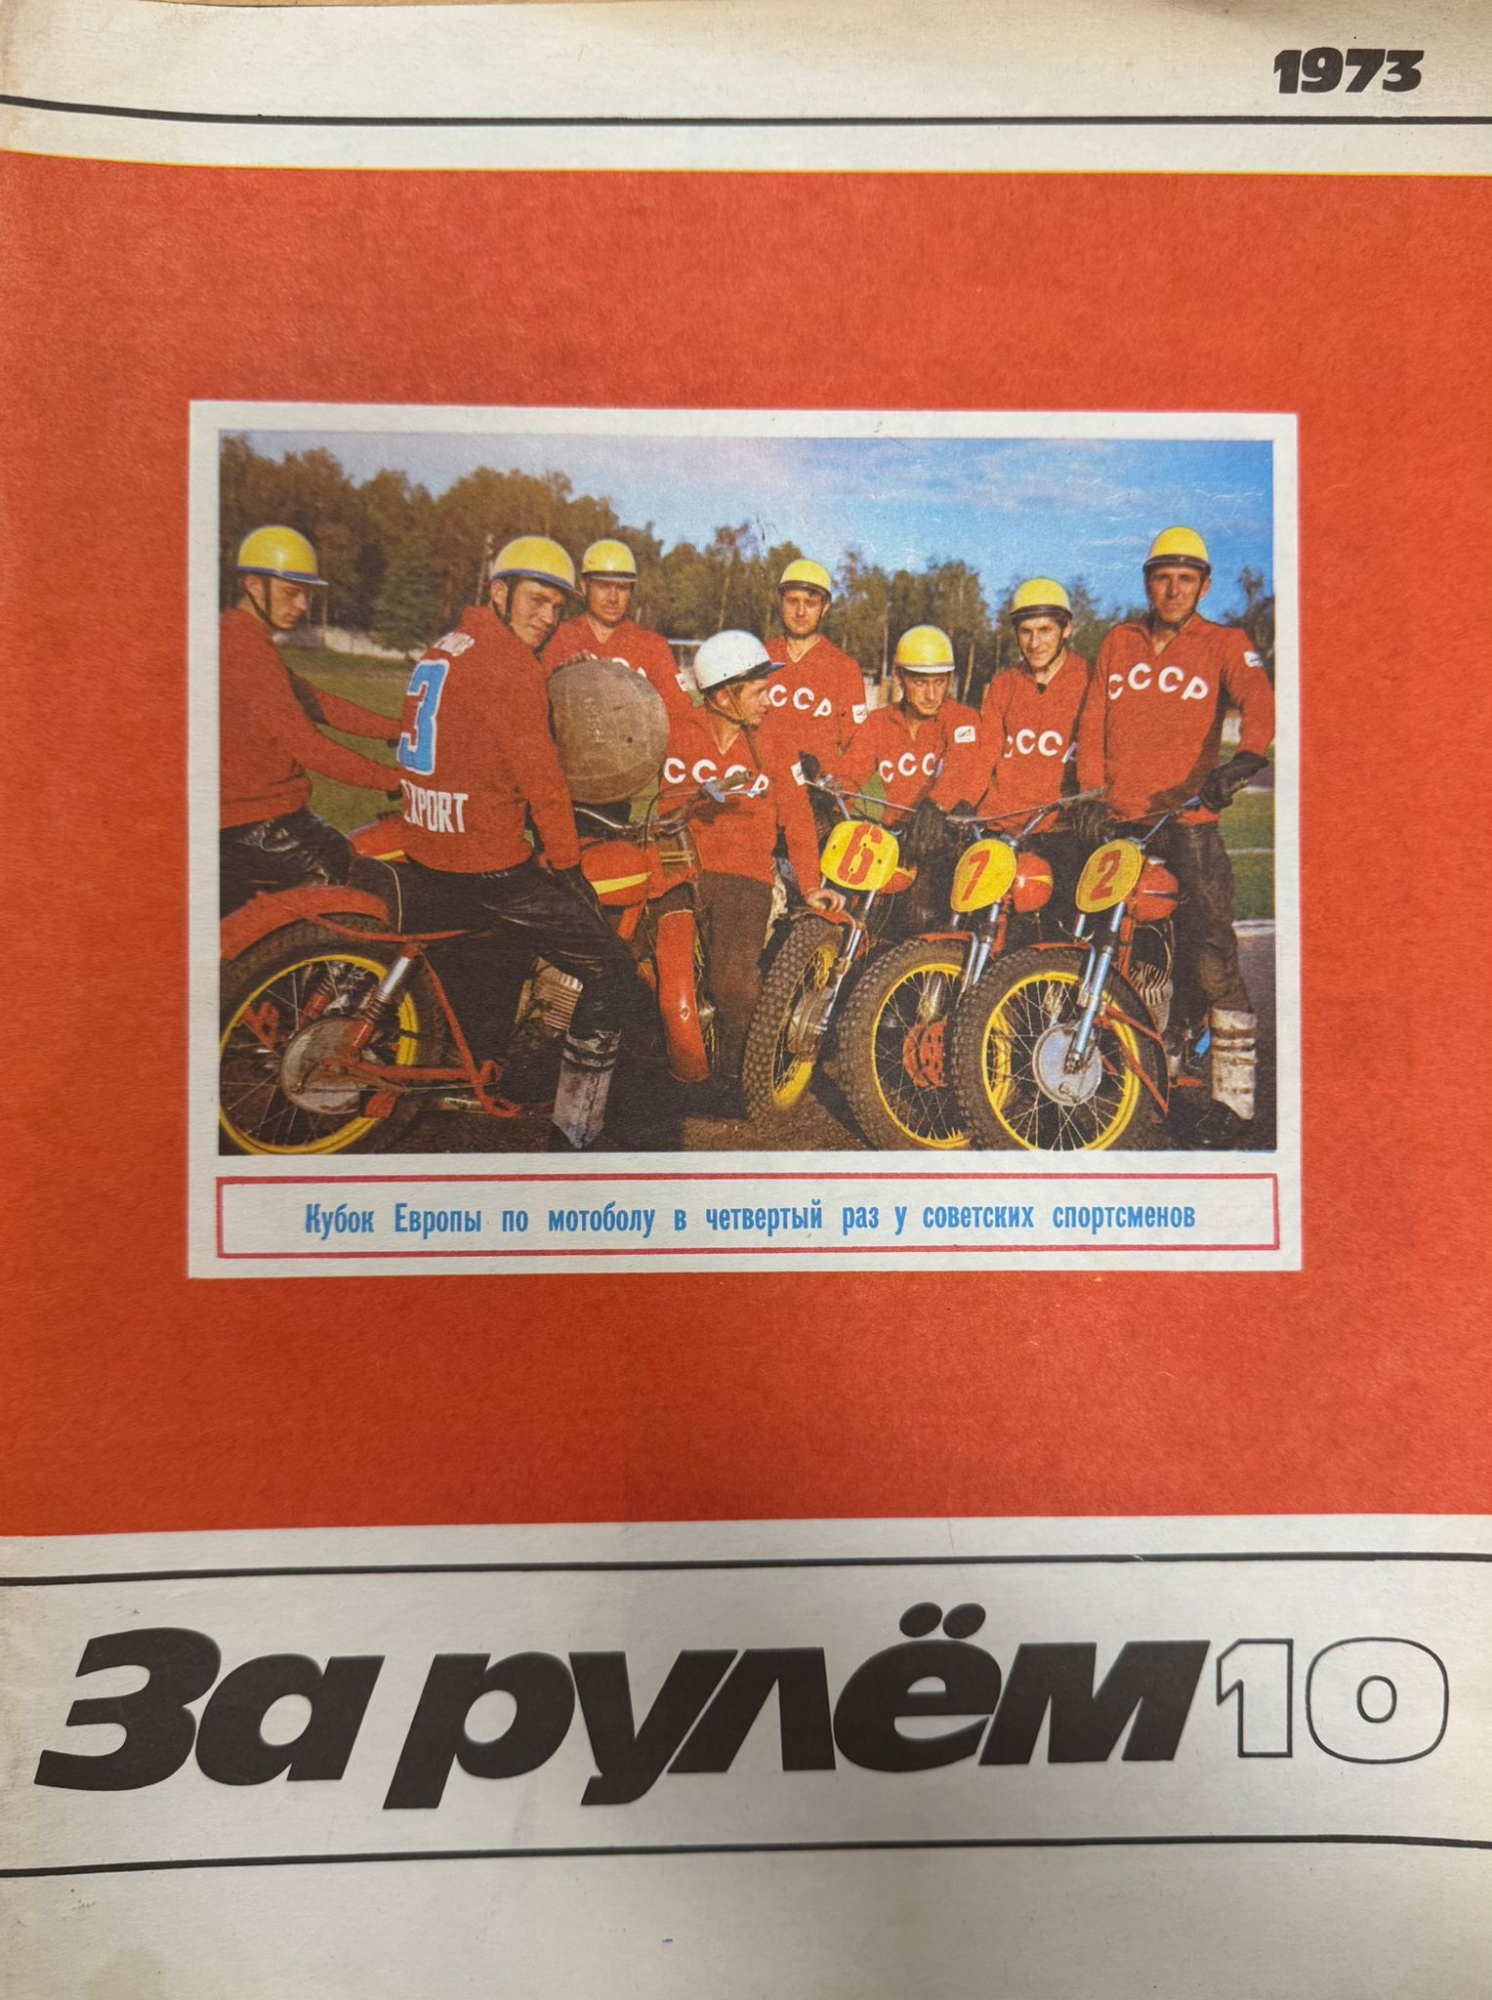 1973
3
EXPORT
СССР
СССР
СССР
СССР
СССР
6
7
2
Кубок Европы по мотоболу в четвертый раз у советских спортсменов
За рулём 10